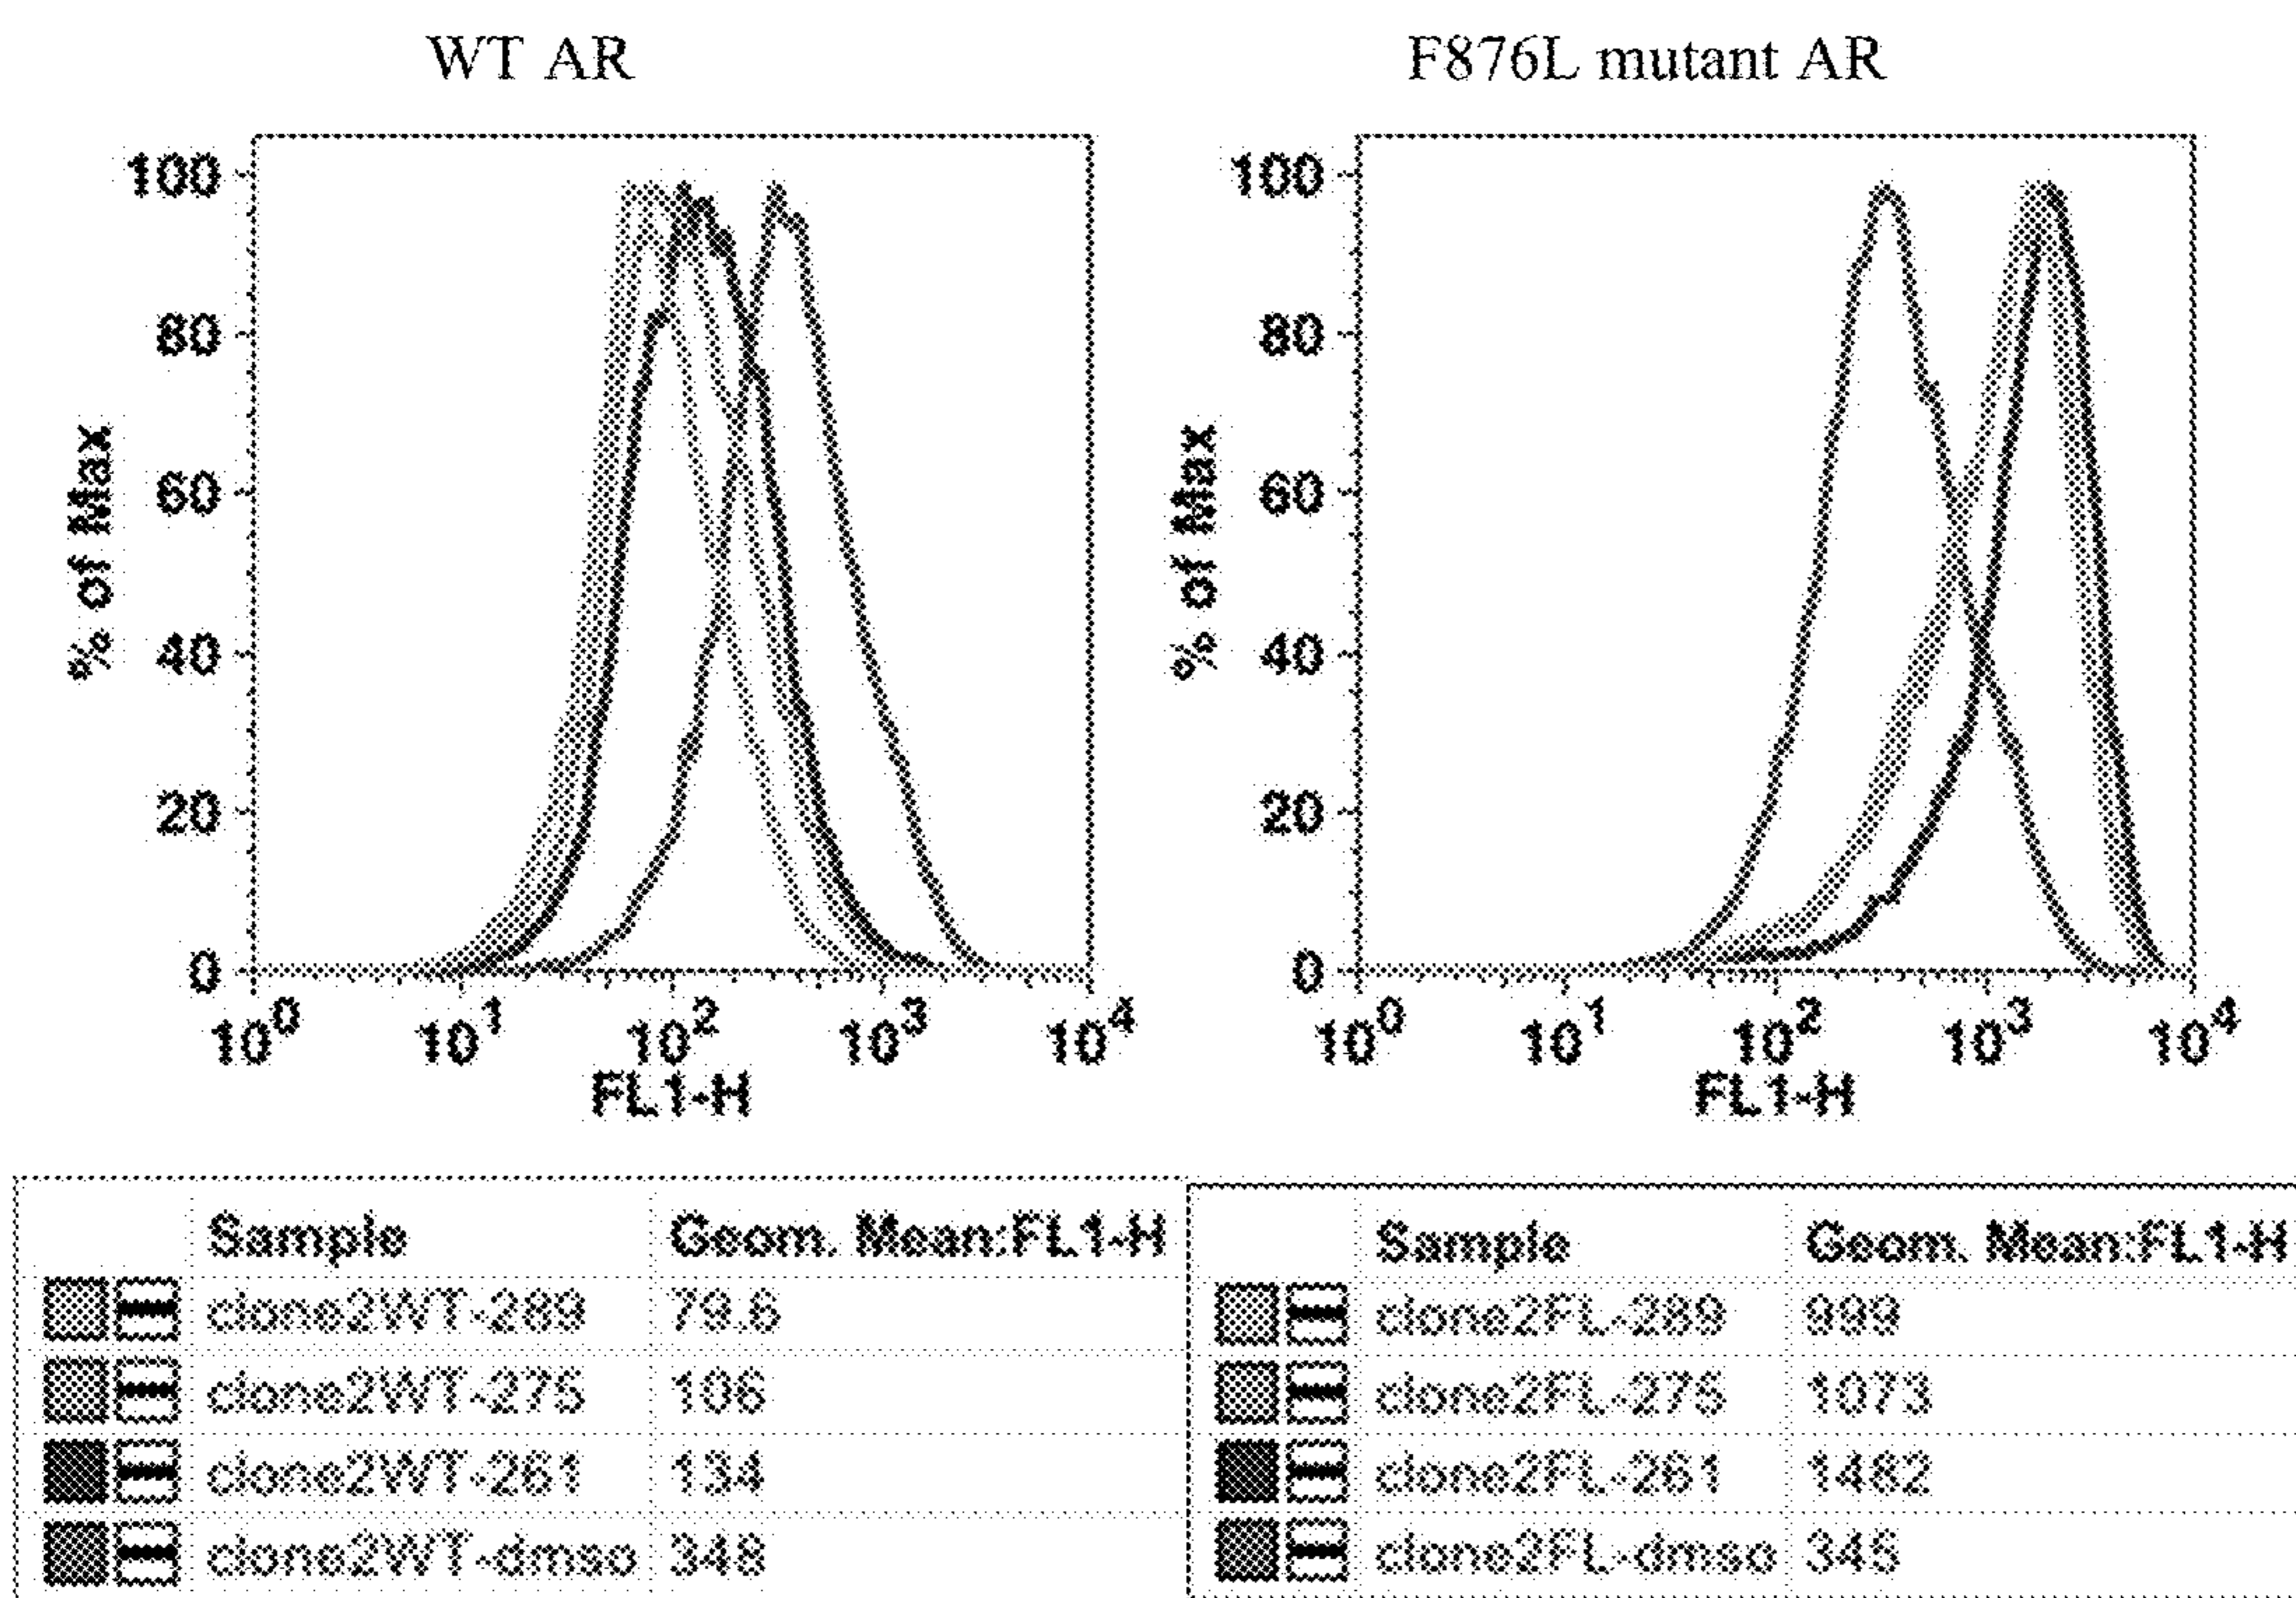 WT AR
F876L mutant AR
100
80
60
40
20
0
% of Max
10^0 10^1 10^2 10^3 10^4
FL1-H
100
80
60
40
20
0
% of Max
10^0 10^1 10^2 10^3 10^4
FL1-H
Sample Geom. Mean:FL1-H
clone2WT-289 79.6
clone2WT-275 106
clone2WT-261 134
clone2WT-dmso 348
Sample Geom. Mean:FL1-H
clone2FL-289 999
clone2FL-275 1073
clone2FL-261 1462
clone2FL-dmso 345